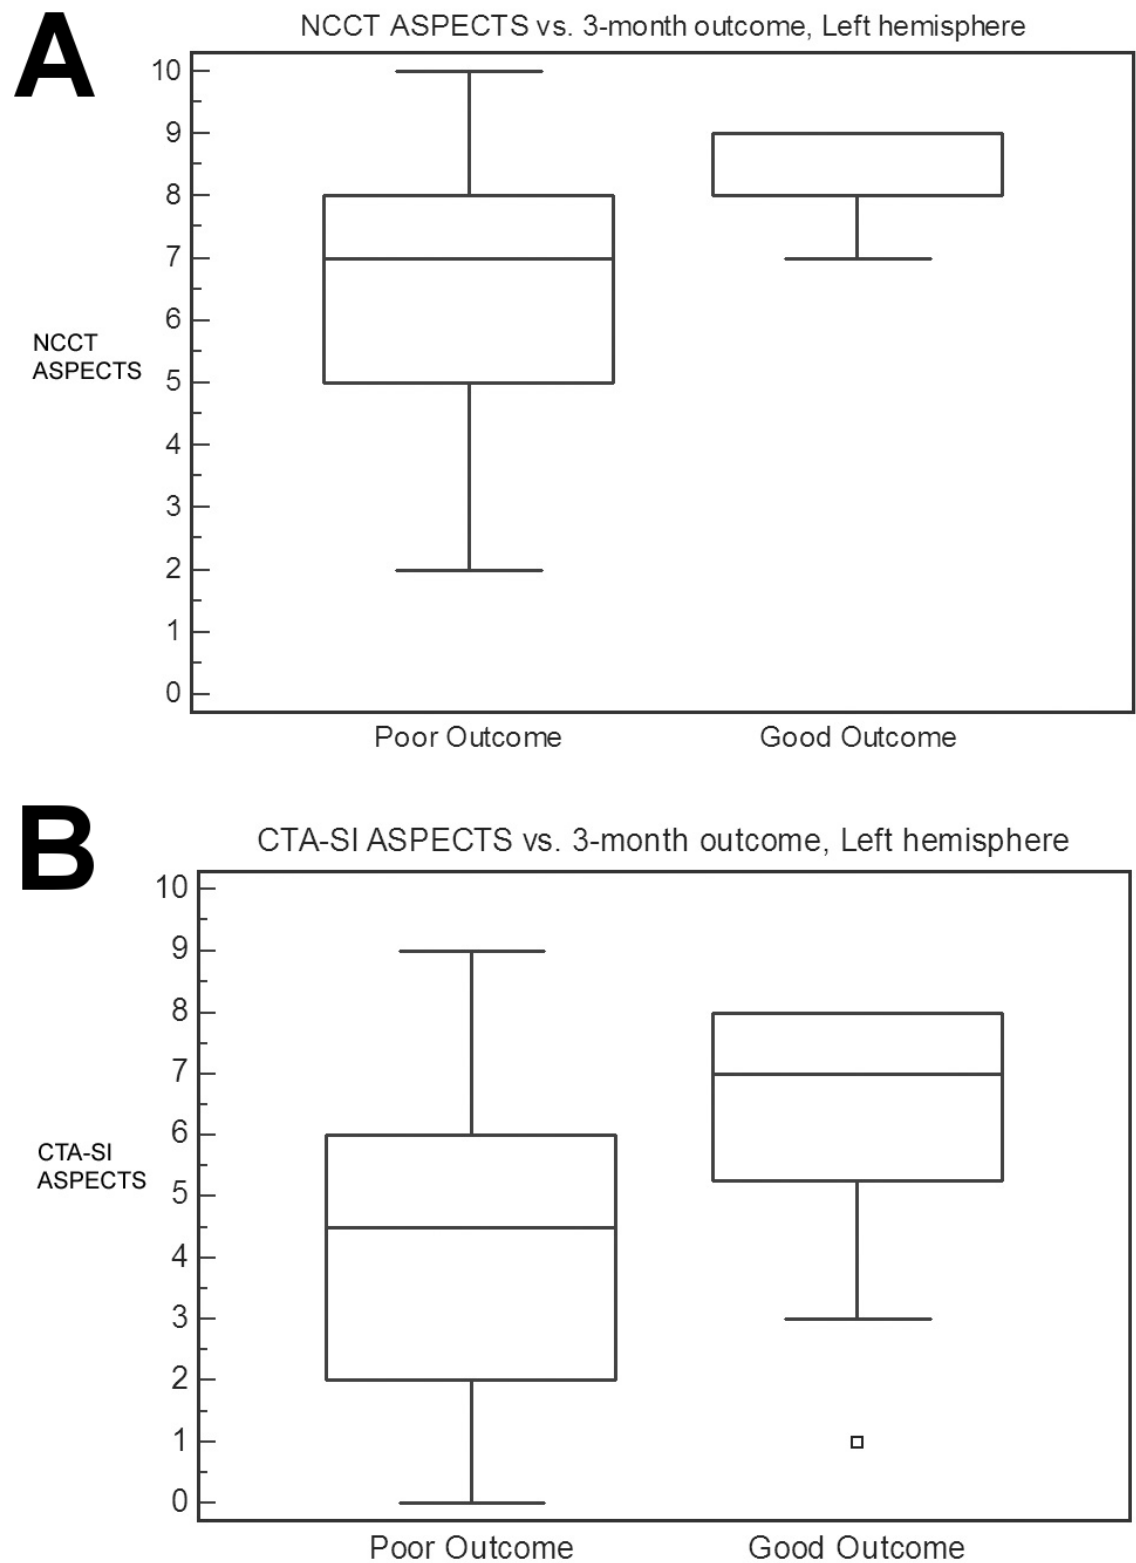 A
NCCT ASPECTS vs. 3-month outcome, Left hemisphere
10
9
8
7
6
NCCT
ASPECTS
5
4
3
2
1
0
Poor Outcome
Good Outcome
B
CTA-SI ASPECTS vs. 3-month outcome, Left hemisphere
10
9
8
7
6
CTA-SI
ASPECTS
5
4
3
2
1
0
Poor Outcome
Good Outcome